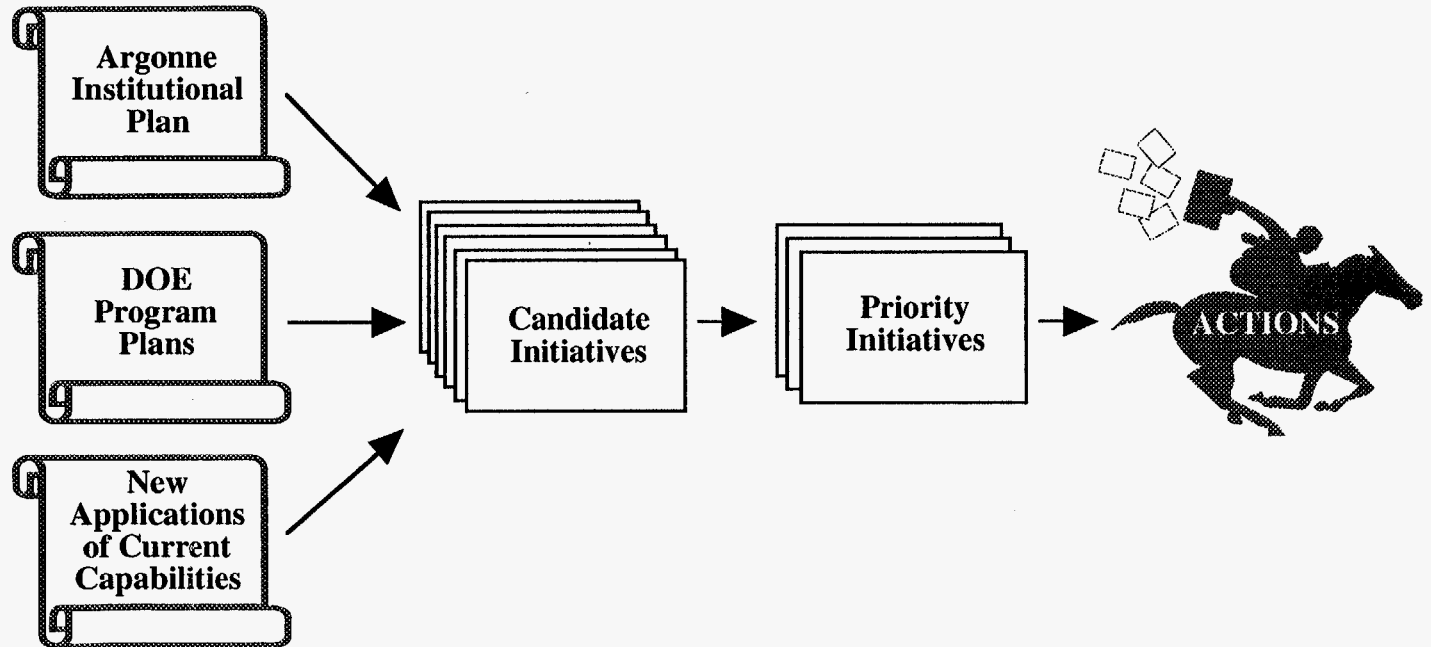 Argonne
Institutional
Plan
DOE
Program
Plans
New
Applications
of Current
Capabilities
Candidate
Initiatives
Priority
Initiatives
ACTIONS